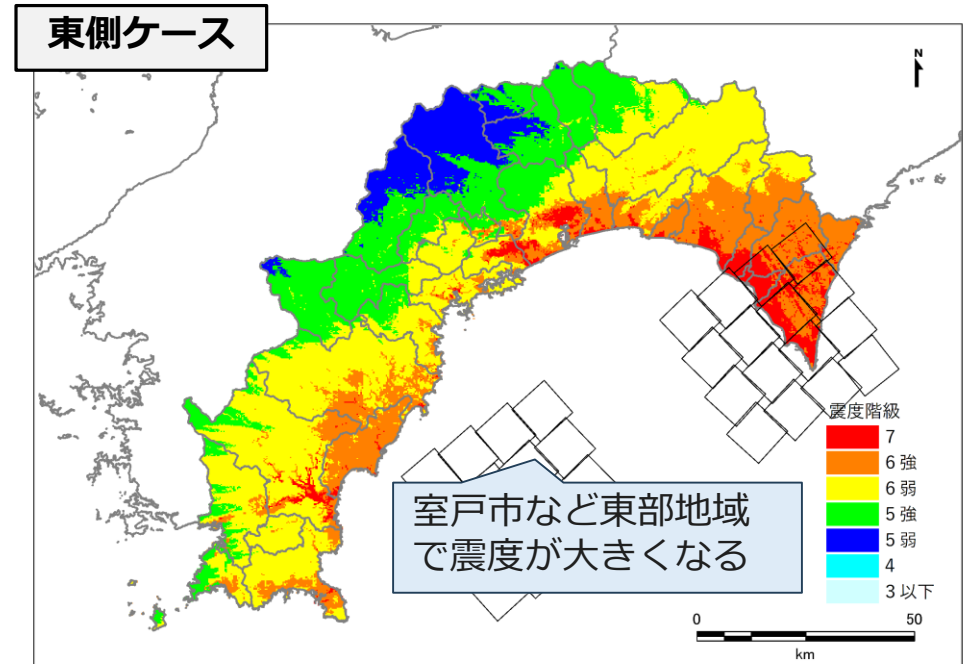 東側ケース
N
室戸市など東部地域
で震度が大きくなる
震度階級
7
6 強
6 弱
5 強
5 弱
4
3 以下
0 50
km